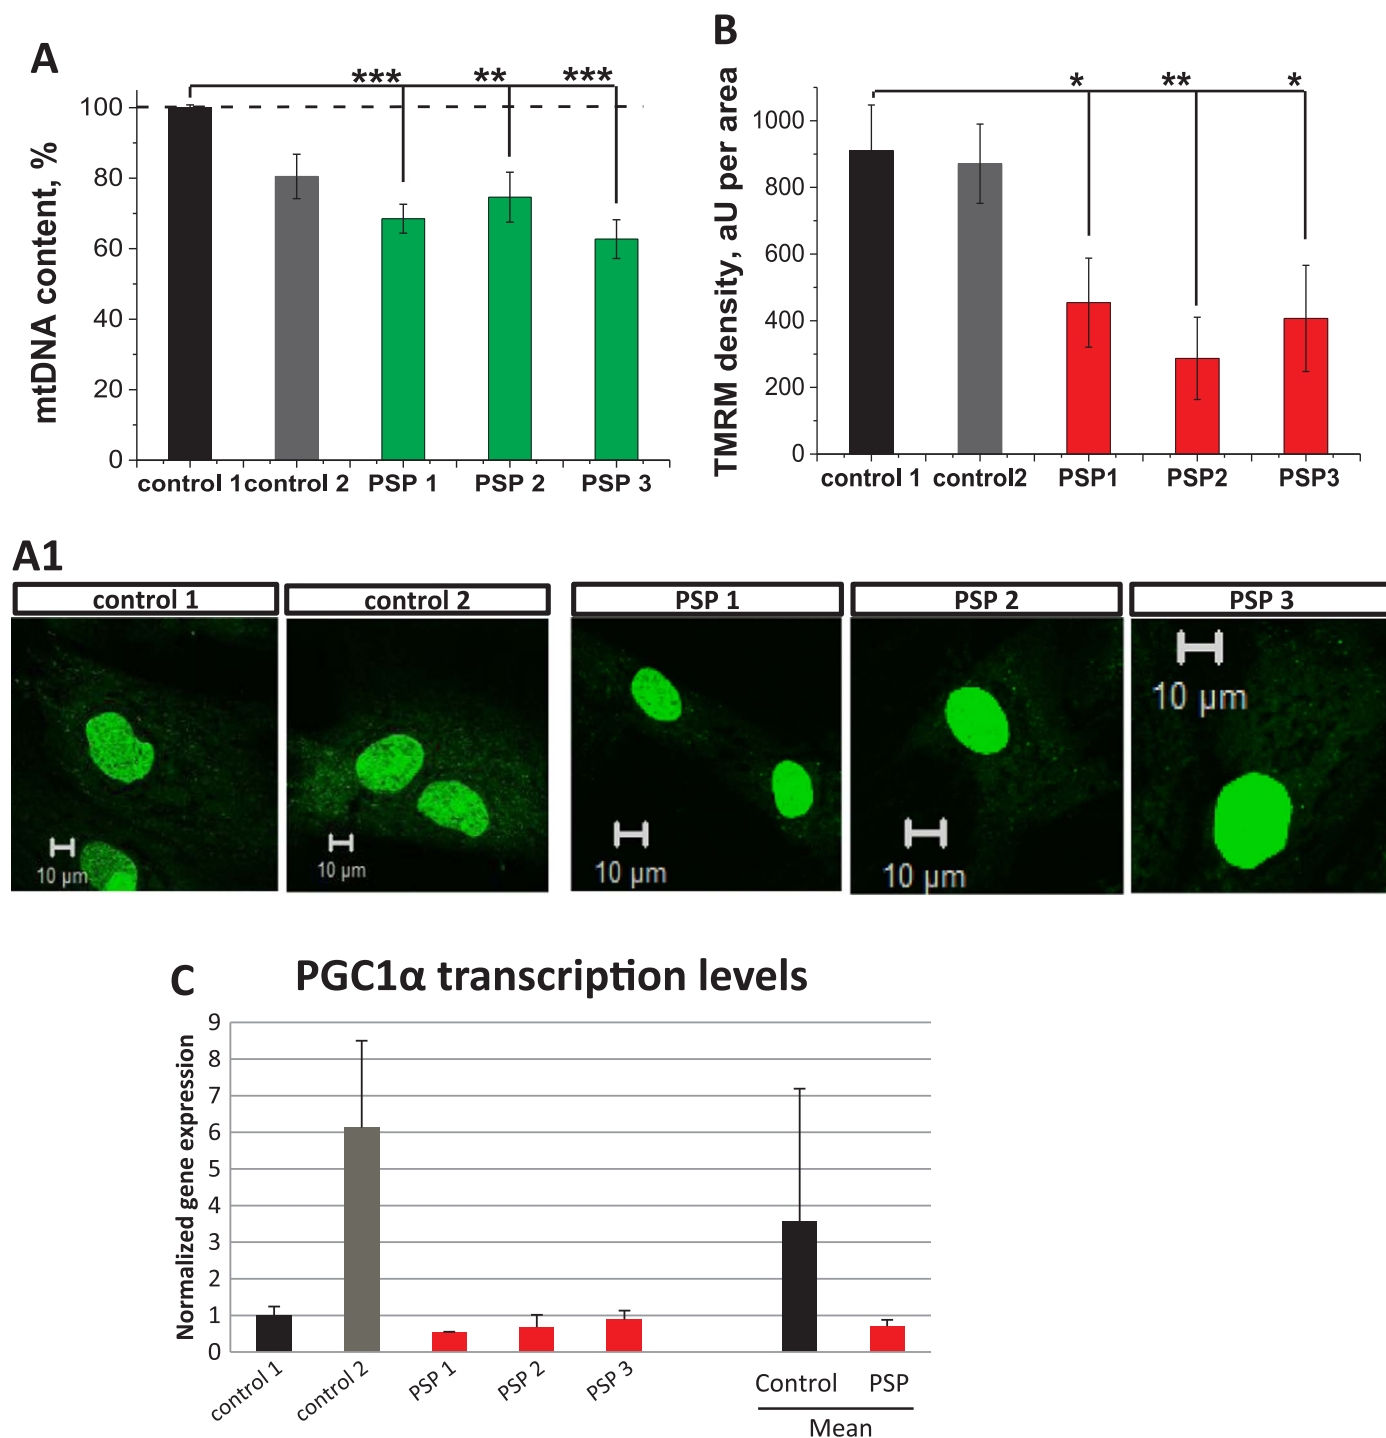 A
***
**
***
mtDNA content, %
100
80
60
40
20
0
control 1 control 2 PSP 1 PSP 2 PSP 3
B
*
**
*
TMRM density, aU per area
1000
800
600
400
200
0
control 1 control2 PSP1 PSP2 PSP3
A1
control 1 control 2 PSP 1 PSP 2 PSP 3
10 µm
10 µm
10 µm
10 µm
10 µm
C
PGC1α transcription levels
Normalized gene expression
9
8
7
6
5
4
3
2
1
0
control 1 control 2 PSP 1 PSP 2 PSP 3 Control PSP
Mean